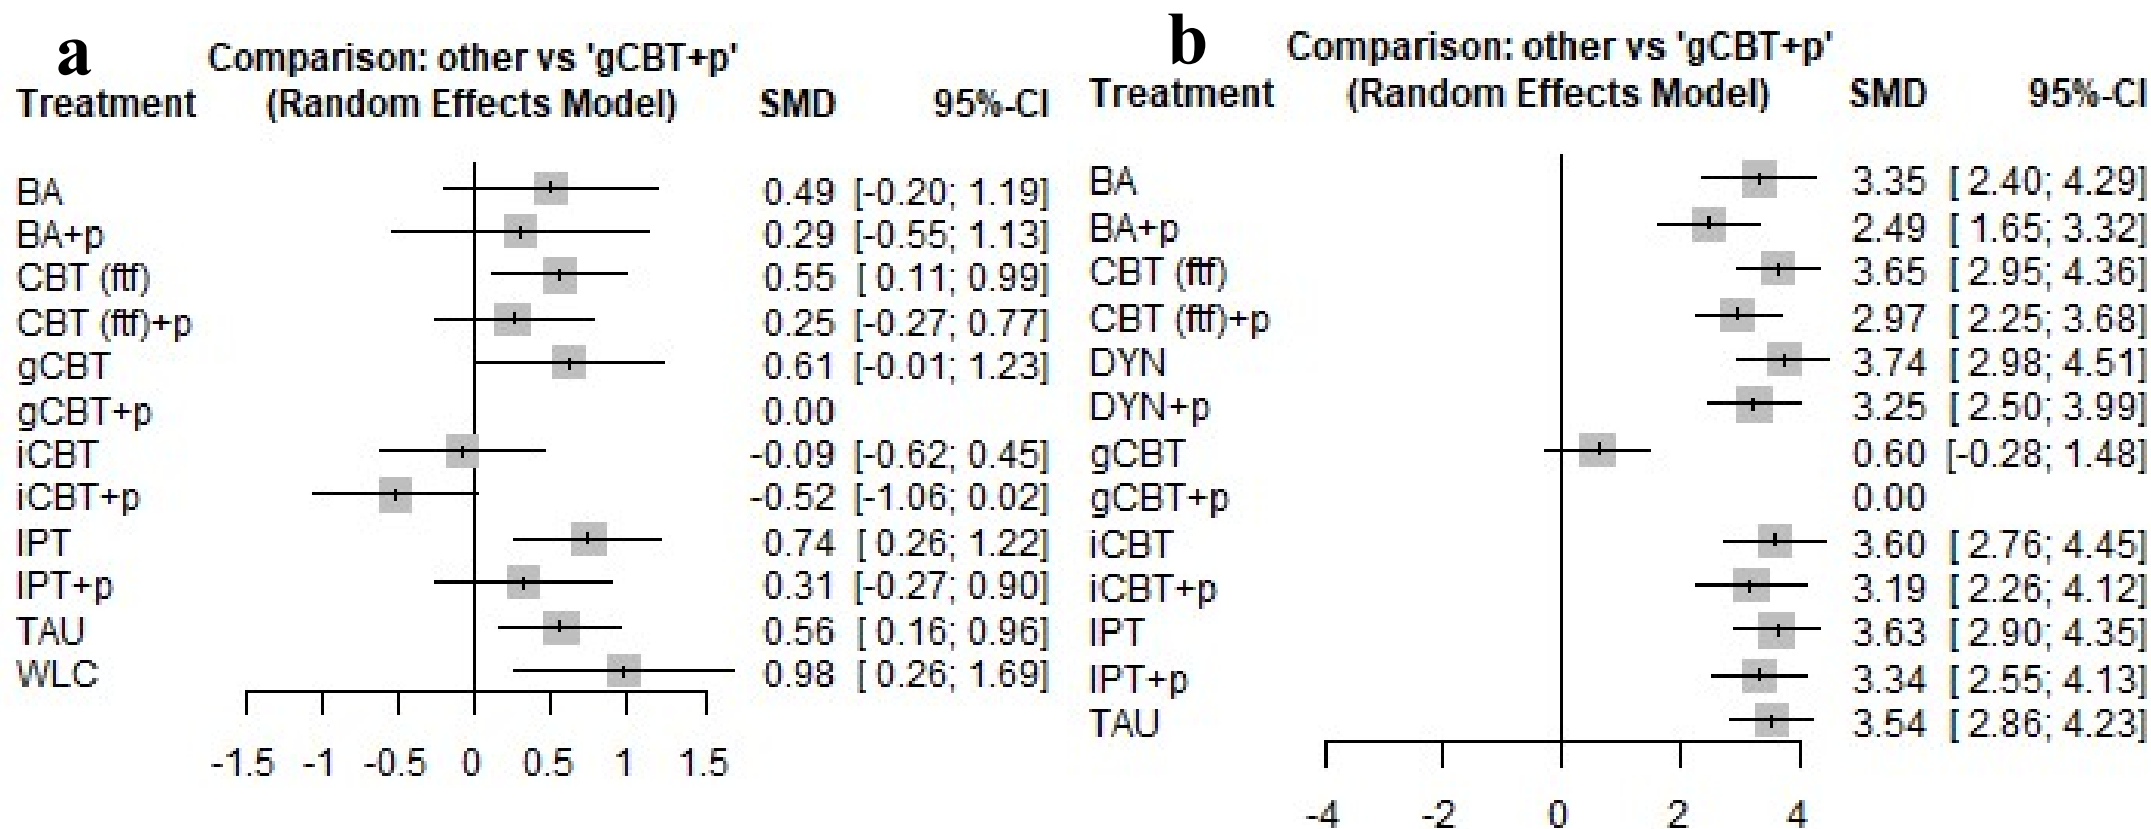 a
Comparison: other vs 'gCBT+p'
Treatment (Random Effects Model) SMD 95%-CI
BA 0.49 [-0.20; 1.19]
BA+p 0.29 [-0.55; 1.13]
CBT (ftf) 0.55 [ 0.11; 0.99]
CBT (ftf)+p 0.25 [-0.27; 0.77]
gCBT 0.61 [-0.01; 1.23]
gCBT+p 0.00
iCBT -0.09 [-0.62; 0.45]
iCBT+p -0.52 [-1.06; 0.02]
IPT 0.74 [ 0.26; 1.22]
IPT+p 0.31 [-0.27; 0.90]
TAU 0.56 [ 0.16; 0.96]
WLC 0.98 [ 0.26; 1.69]
-1.5 -1 -0.5 0 0.5 1 1.5
b
Comparison: other vs 'gCBT+p'
Treatment (Random Effects Model) SMD 95%-CI
BA 3.35 [ 2.40; 4.29]
BA+p 2.49 [ 1.65; 3.32]
CBT (ftf) 3.65 [ 2.95; 4.36]
CBT (ftf)+p 2.97 [ 2.25; 3.68]
DYN 3.74 [ 2.98; 4.51]
DYN+p 3.25 [ 2.50; 3.99]
gCBT 0.60 [-0.28; 1.48]
gCBT+p 0.00
iCBT 3.60 [ 2.76; 4.45]
iCBT+p 3.19 [ 2.26; 4.12]
IPT 3.63 [ 2.90; 4.35]
IPT+p 3.34 [ 2.55; 4.13]
TAU 3.54 [ 2.86; 4.23]
-4 -2 0 2 4